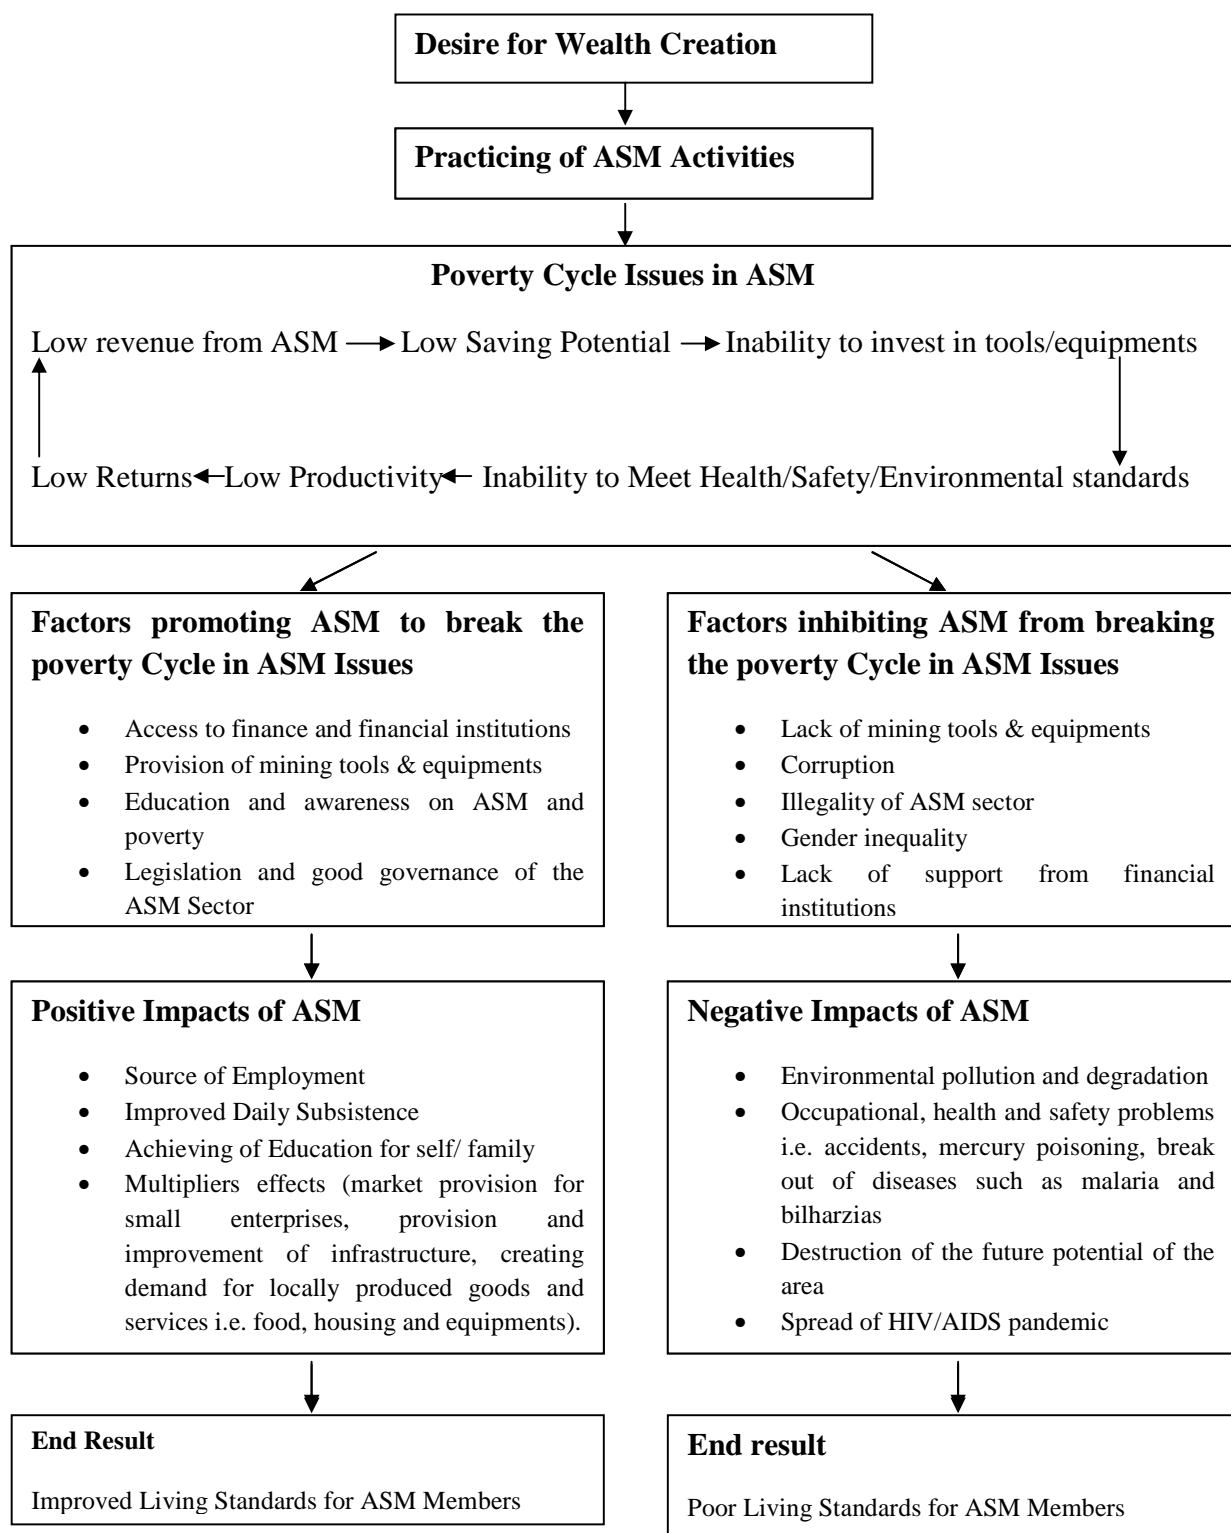 Desire for Wealth Creation
Practicing of ASM Activities
Poverty Cycle Issues in ASM
Low revenue from ASM Low Saving Potential Inability to invest in tools/equipments
Low Returns Low Productivity Inability to Meet Health/Safety/Environmental standards
Factors promoting ASM to break the
poverty Cycle in ASM Issues
• Access to finance and financial institutions
• Provision of mining tools & equipments
• Education and awareness on ASM and
poverty
• Legislation and good governance of the
ASM Sector
Factors inhibiting ASM from breaking
the poverty Cycle in ASM Issues
• Lack of mining tools & equipments
• Corruption
• Illegality of ASM sector
• Gender inequality
• Lack of support from financial
institutions
Positive Impacts of ASM
• Source of Employment
• Improved Daily Subsistence
• Achieving of Education for self/ family
• Multipliers effects (market provision for
small enterprises, provision and
improvement of infrastructure, creating
demand for locally produced goods and
services i.e. food, housing and equipments).
Negative Impacts of ASM
• Environmental pollution and degradation
• Occupational, health and safety problems
i.e. accidents, mercury poisoning, break
out of diseases such as malaria and
bilharzias
• Destruction of the future potential of the
area
• Spread of HIV/AIDS pandemic
End Result
Improved Living Standards for ASM Members
End result
Poor Living Standards for ASM Members